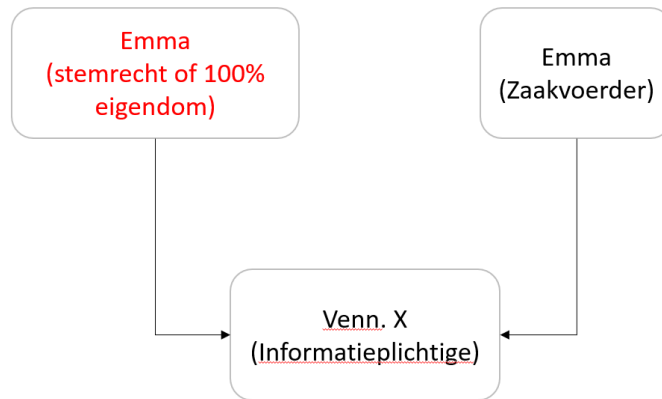 Emma
(stemrecht of 100%
eigendom)
Emma
(Zaakvoerder)
Venn. X
(Informatieplichtige)